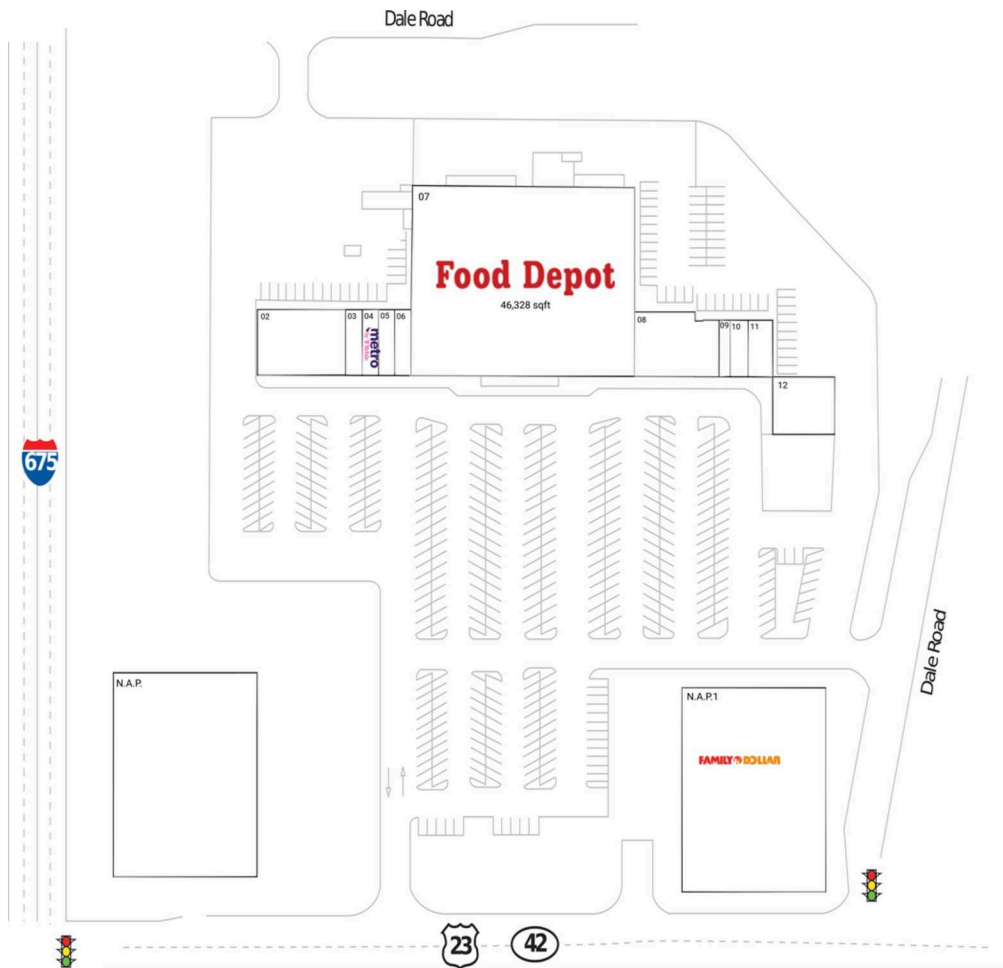 Dale Road
07
Food Depot
46,328 sqft
02
03
04
05
06
metro
08
09
10
11
12
675
Dale Road
N.A.P.
N.A.P.1
FAMILY DOLLAR
23
42